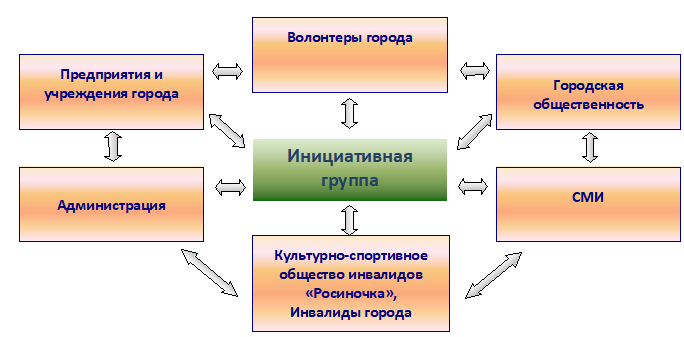 Волонтеры города
Предприятия и
учреждения города
Городская
общественность
Инициативная
группа
Администрация
СМИ
Культурно-спортивное
общество инвалидов
«Росиночка»,
Инвалиды города